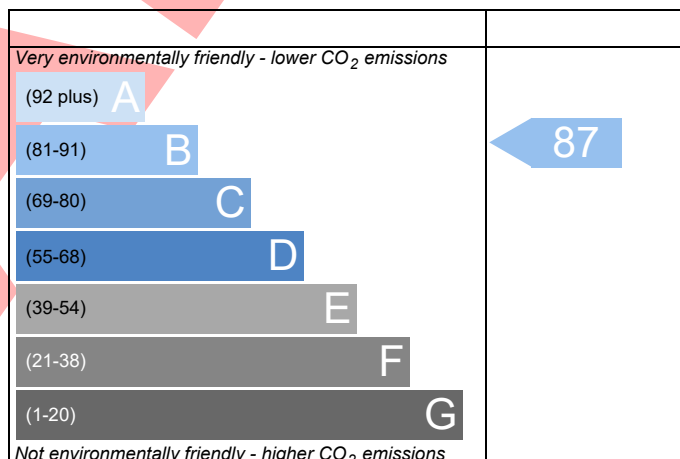 Very environmentally friendly - lower CO2 emissions
(92 plus) A
(81-91) B
87
(69-80) C
(55-68) D
(39-54) E
(21-38) F
(1-20) G
Not environmentally friendly - higher CO2 emissions